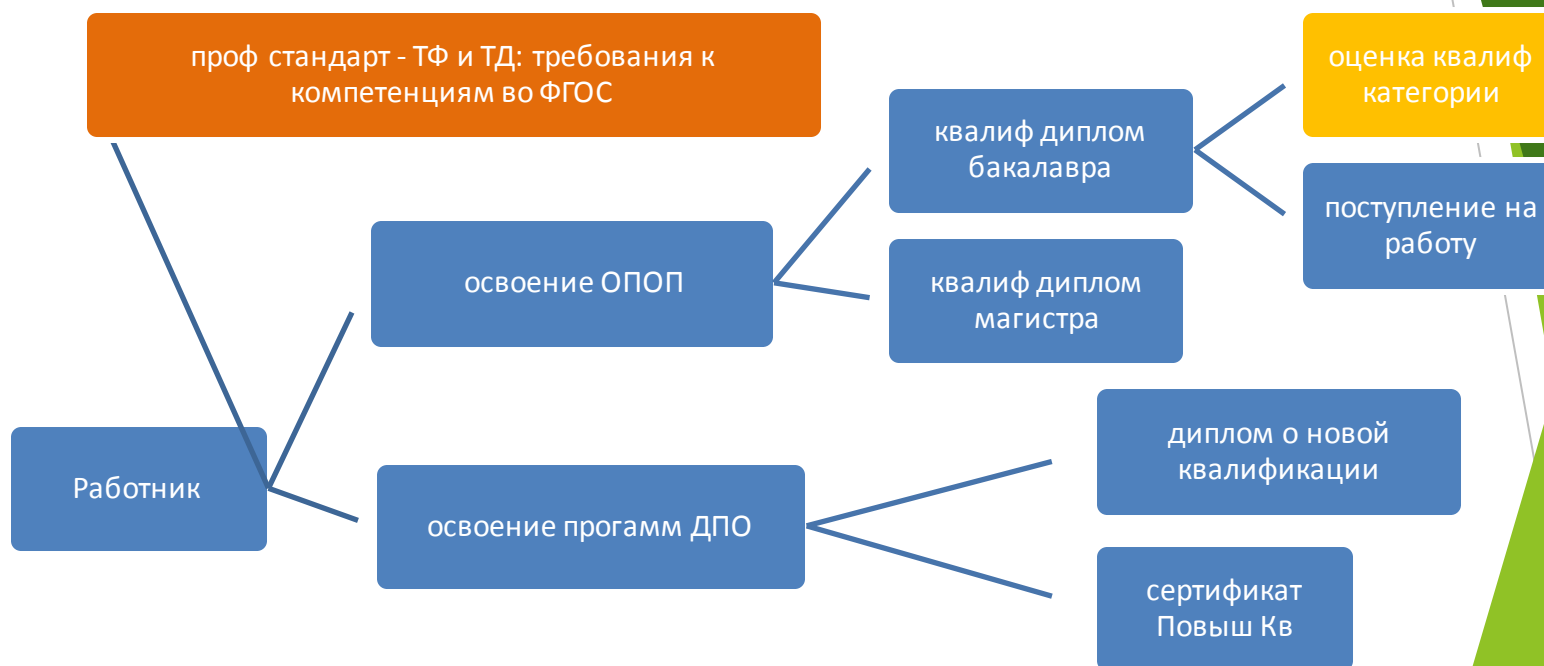 проф стандарт - ТФ и ТД: требования к
компетенциям во ФГОС
оценка квалиф
категории
квалиф диплом
бакалавра
поступление на
работу
освоение ОПОП
квалиф диплом
магистра
Работник
освоение прогамм ДПО
диплом о новой
квалификации
сертификат
Повыш Кв